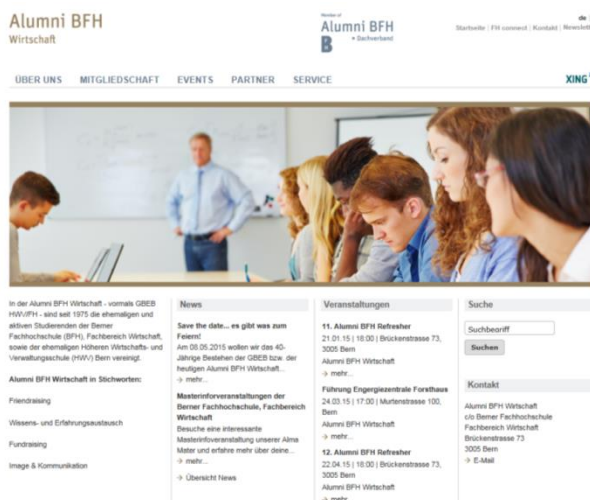 Alumni BFH
Wirtschaft
Member of
Alumni BFH
B
Dachverband
de
Startseite | FH connect | Kontakt | Newslett
ÜBER UNS MITGLIEDSCHAFT EVENTS PARTNER SERVICE
XING
In der Alumni BFH Wirtschaft - vormals GBEB
HWV/FH - sind seit 1975 die ehemaligen und
aktiven Studierenden der Berner
Fachhochschule (BFH), Fachbereich Wirtschaft,
sowie der ehemaligen Höheren Wirtschafts- und
Verwaltungsschule (HWV) Bern vereinigt.
Alumni BFH Wirtschaft in Stichworten:
Friendraising
Wissens- und Erfahrungsaustausch
Fundraising
Image & Kommunikation
News
Save the date... es gibt was zum
Feiern!
Am 08.05.2015 wollen wir das 40-
Jährige Bestehen der GBEB bzw. der
heutigen Alumni BFH Wirtschaft...
→ mehr...
Masterinforveranstaltungen der
Berner Fachhochschule, Fachbereich
Wirtschaft
Besuche eine interessante
Masterinfoveranstaltung unserer Alma
Mater und erfahre mehr über deine...
→ mehr...
→ Übersicht News
Veranstaltungen
11. Alumni BFH Refresher
21.01.15 | 18:00 | Brückenstrasse 73,
3005 Bern
Alumni BFH Wirtschaft
→ mehr...
Führung Engergiezentrale Forsthaus
24.03.15 | 17:00 | Murtenstrasse 100,
Bern
Alumni BFH Wirtschaft
→ mehr...
12. Alumni BFH Refresher
22.04.15 | 18:00 | Brückenstrasse 73,
3005 Bern
Alumni BFH Wirtschaft
→ mehr
Suche
Suchbegriff
Suchen
Kontakt
Alumni BFH Wirtschaft
c/o Berner Fachhochschule
Fachbereich Wirtschaft
Brückenstrasse 73
3005 Bern
→ E-Mail